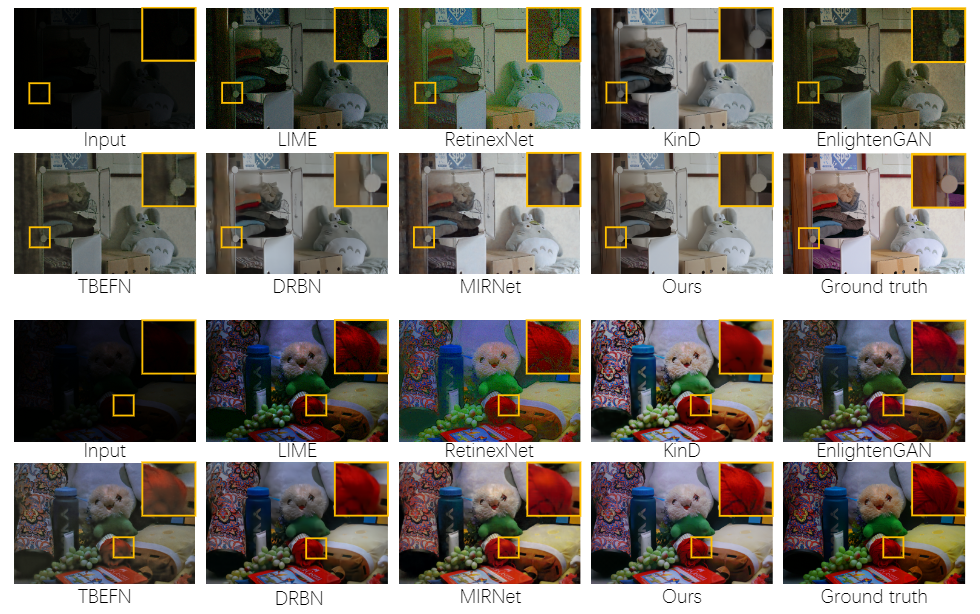 Input LIME RetinexNet KinD EnlightenGAN
TBEFN DRBN MIRNet Ours Ground truth
Input LIME RetinexNet KinD EnlightenGAN
TBEFN DRBN MIRNet Ours Ground truth